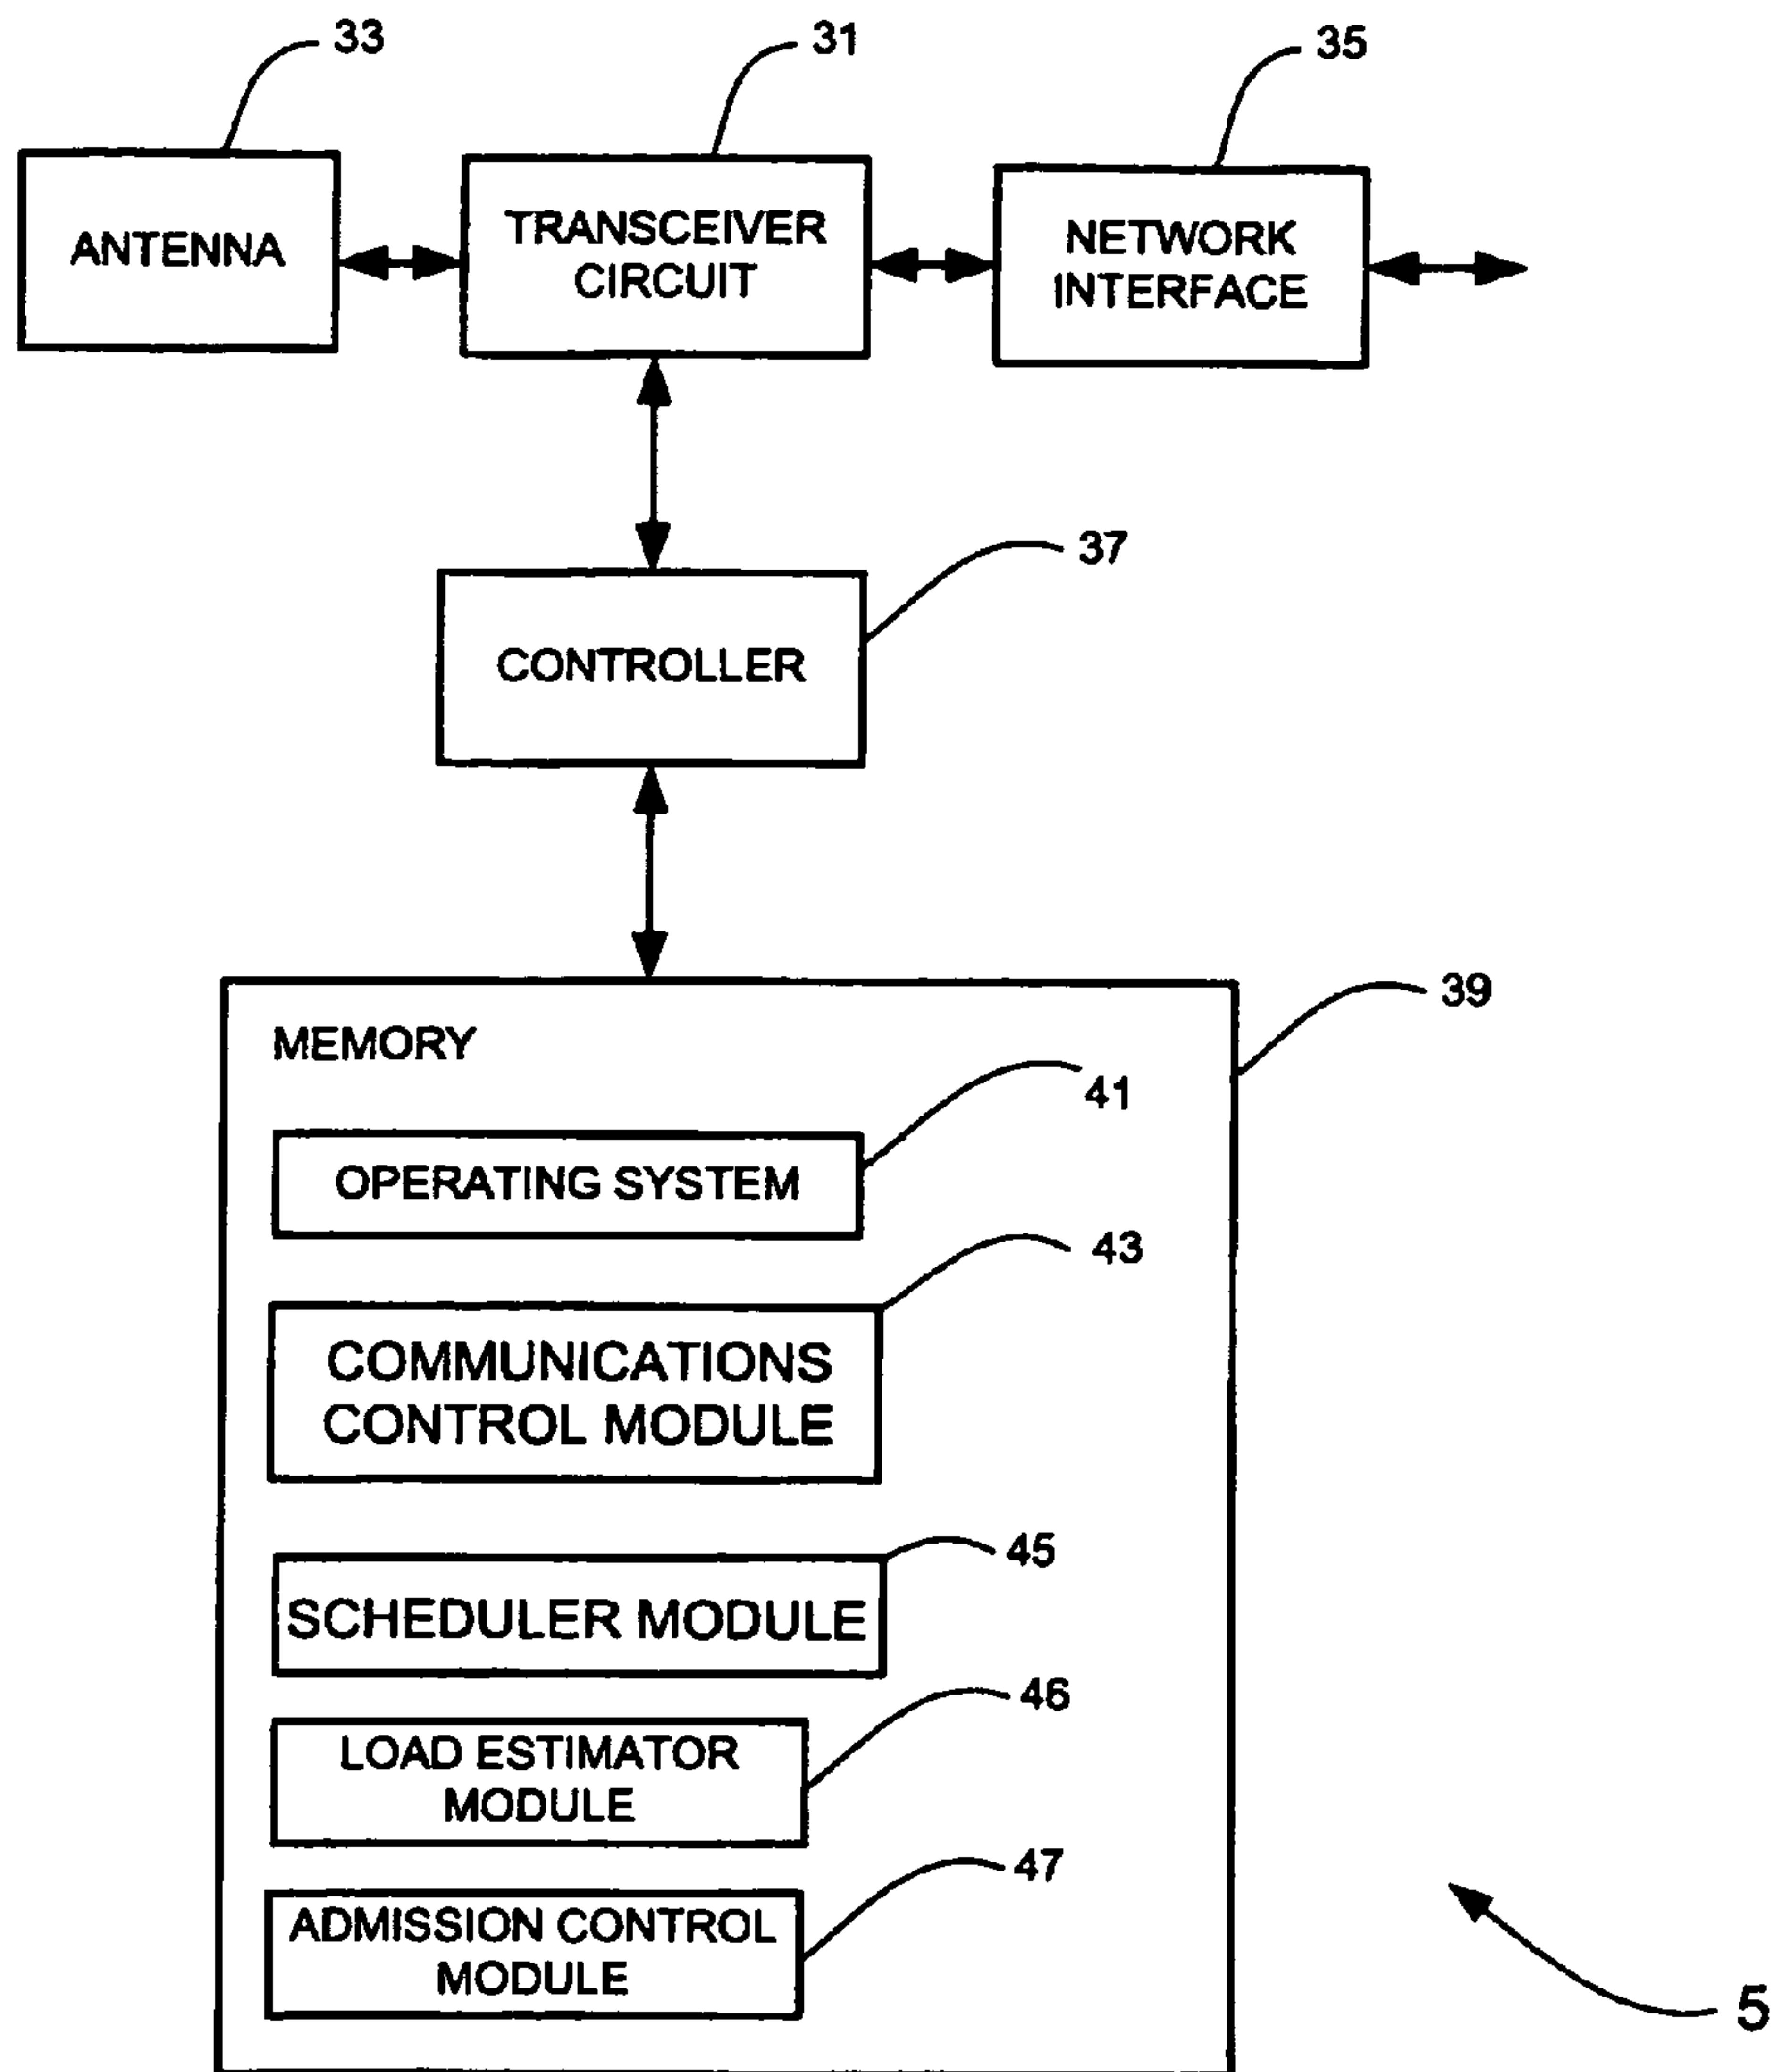 33
31
35
ANTENNA
TRANSCEIVER
CIRCUIT
NETWORK
INTERFACE
37
CONTROLLER
39
MEMORY
41
OPERATING SYSTEM
43
COMMUNICATIONS
CONTROL MODULE
45
SCHEDULER MODULE
46
LOAD ESTIMATOR
MODULE
47
ADMISSION CONTROL
MODULE
5